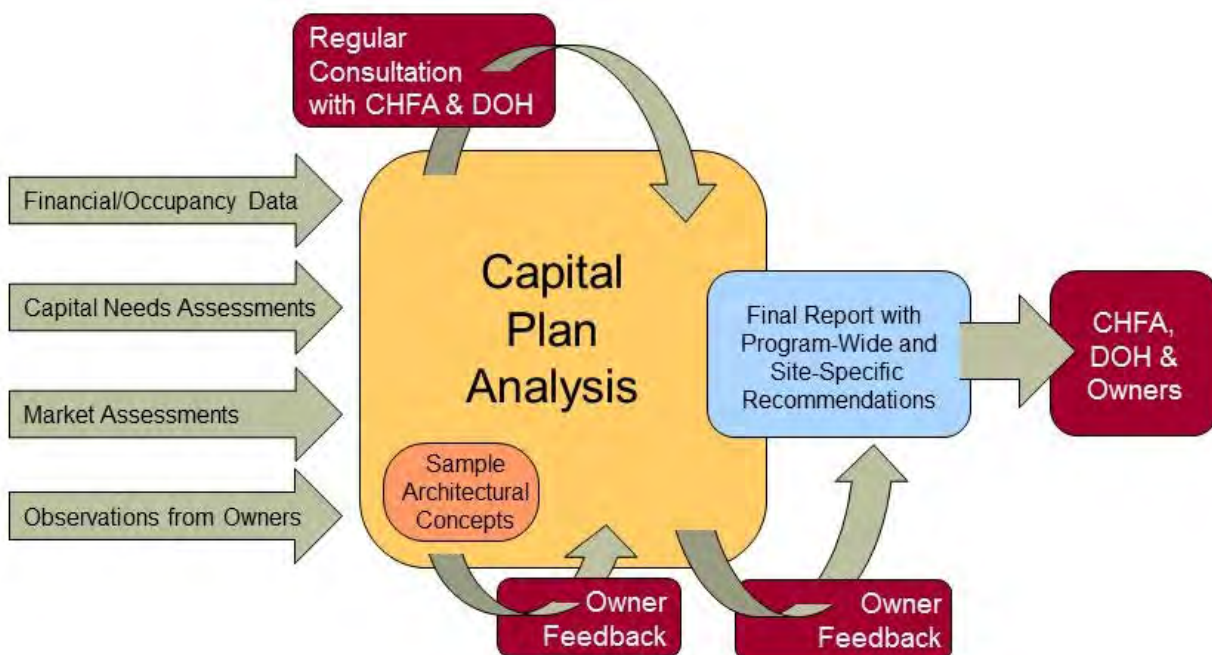 Regular
Consultation
with CHFA & DOH
Financial/Occupancy Data
Capital Needs Assessments
Market Assessments
Observations from Owners
Capital
Plan
Analysis
Sample
Architectural
Concepts
Owner
Feedback
Owner
Feedback
Final Report with
Program-Wide and
Site-Specific
Recommendations
CHFA,
DOH &
Owners